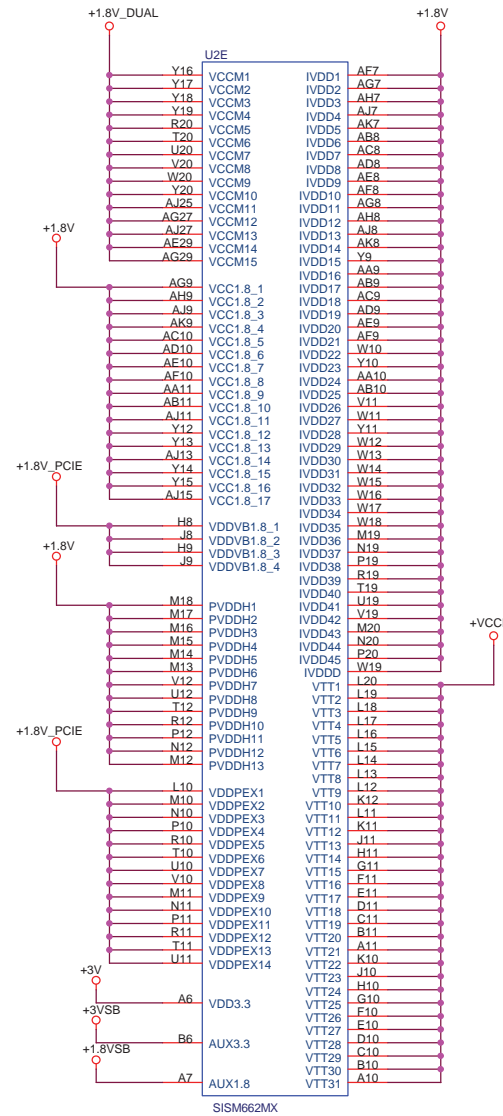 +1.8V_DUAL
U2E
Y16 VCCM1
Y17 VCCM2
Y18 VCCM3
Y19 VCCM4
R20 VCCM5
T20 VCCM6
U20 VCCM7
V20 VCCM8
W20 VCCM9
Y20 VCCM10
AJ25 VCCM11
AG27 VCCM12
AJ27 VCCM13
AE29 VCCM14
AG29 VCCM15
+1.8V
AG9 VCC1.8_1
AH9 VCC1.8_2
AJ9 VCC1.8_3
AK9 VCC1.8_4
AC10 VCC1.8_5
AD10 VCC1.8_6
AE10 VCC1.8_7
AF10 VCC1.8_8
AA11 VCC1.8_9
AB11 VCC1.8_10
AJ11 VCC1.8_11
Y12 VCC1.8_12
Y13 VCC1.8_13
AJ13 VCC1.8_14
Y14 VCC1.8_15
Y15 VCC1.8_16
AJ15 VCC1.8_17
+1.8V_PCIE
H8 VDDVB1.8_1
J8 VDDVB1.8_2
H9 VDDVB1.8_3
J9 VDDVB1.8_4
+1.8V
M18 PVDDH1
M17 PVDDH2
M16 PVDDH3
M15 PVDDH4
M14 PVDDH5
M13 PVDDH6
V12 PVDDH7
U12 PVDDH8
T12 PVDDH9
R12 PVDDH10
P12 PVDDH11
N12 PVDDH12
M12 PVDDH13
+1.8V_PCIE
L10 VDDPEX1
M10 VDDPEX2
N10 VDDPEX3
P10 VDDPEX4
R10 VDDPEX5
T10 VDDPEX6
U10 VDDPEX7
V10 VDDPEX8
M11 VDDPEX9
N11 VDDPEX10
P11 VDDPEX11
R11 VDDPEX12
T11 VDDPEX13
U11 VDDPEX14
+3V
A6 VDD3.3
+3VSB
B6 AUX3.3
+1.8VSB
A7 AUX1.8
+1.8V
IVDD1 AF7
IVDD2 AG7
IVDD3 AH7
IVDD4 AJ7
IVDD5 AK7
IVDD6 AB8
IVDD7 AC8
IVDD8 AD8
IVDD9 AE8
IVDD10 AF8
IVDD11 AG8
IVDD12 AH8
IVDD13 AJ8
IVDD14 AK8
IVDD15 Y9
IVDD16 AA9
IVDD17 AB9
IVDD18 AC9
IVDD19 AD9
IVDD20 AE9
IVDD21 AF9
IVDD22 W10
IVDD23 Y10
IVDD24 AA10
IVDD25 AB10
IVDD26 V11
IVDD27 W11
IVDD28 Y11
IVDD29 W12
IVDD30 W13
IVDD31 W14
IVDD32 W15
IVDD33 W16
IVDD34 W17
IVDD35 W18
IVDD36 M19
IVDD37 N19
IVDD38 P19
IVDD39 R19
IVDD40 T19
IVDD41 U19
IVDD42 V19
IVDD43 M20
IVDD44 N20
IVDD45 P20
IVDDD W19
VTT1 L20
VTT2 L19
VTT3 L18
VTT4 L17
VTT5 L16
VTT6 L15
VTT7 L14
VTT8 L13
VTT9 L12
VTT10 K12
VTT11 L11
VTT12 K11
VTT13 J11
VTT14 H11
VTT15 G11
VTT16 F11
VTT17 E11
VTT18 D11
VTT19 C11
VTT20 B11
VTT21 A11
VTT22 K10
VTT23 J10
VTT24 H10
VTT25 G10
VTT26 F10
VTT27 E10
VTT28 D10
VTT29 C10
VTT30 B10
VTT31 A10
SISM662MX